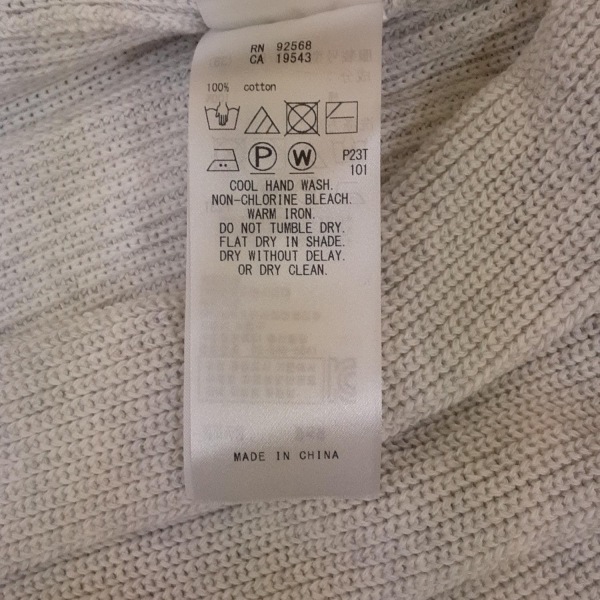 RN 92568
CA 19543
100% cotton
P W P23T
101
COOL HAND WASH.
NON-CHLORINE BLEACH.
WARM IRON.
DO NOT TUMBLE DRY.
FLAT DRY IN SHADE.
DRY WITHOUT DELAY.
OR DRY CLEAN.
MADE IN CHINA